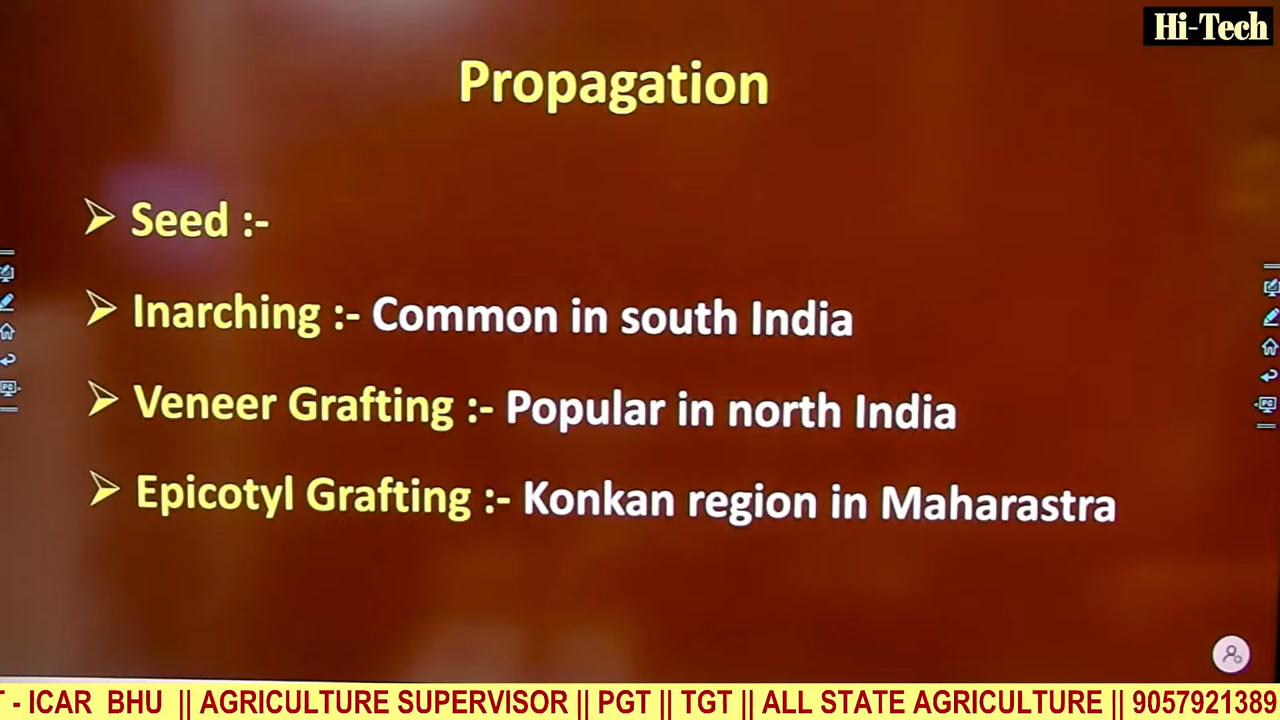 Hi-Tech
Propagation
➢ Seed :-
➢ Inarching :- Common in south India
➢ Veneer Grafting :- Popular in north India
➢ Epicotyl Grafting :- Konkan region in Maharastra
- ICAR BHU || AGRICULTURE SUPERVISOR || PGT || TGT || ALL STATE AGRICULTURE || 9057921389